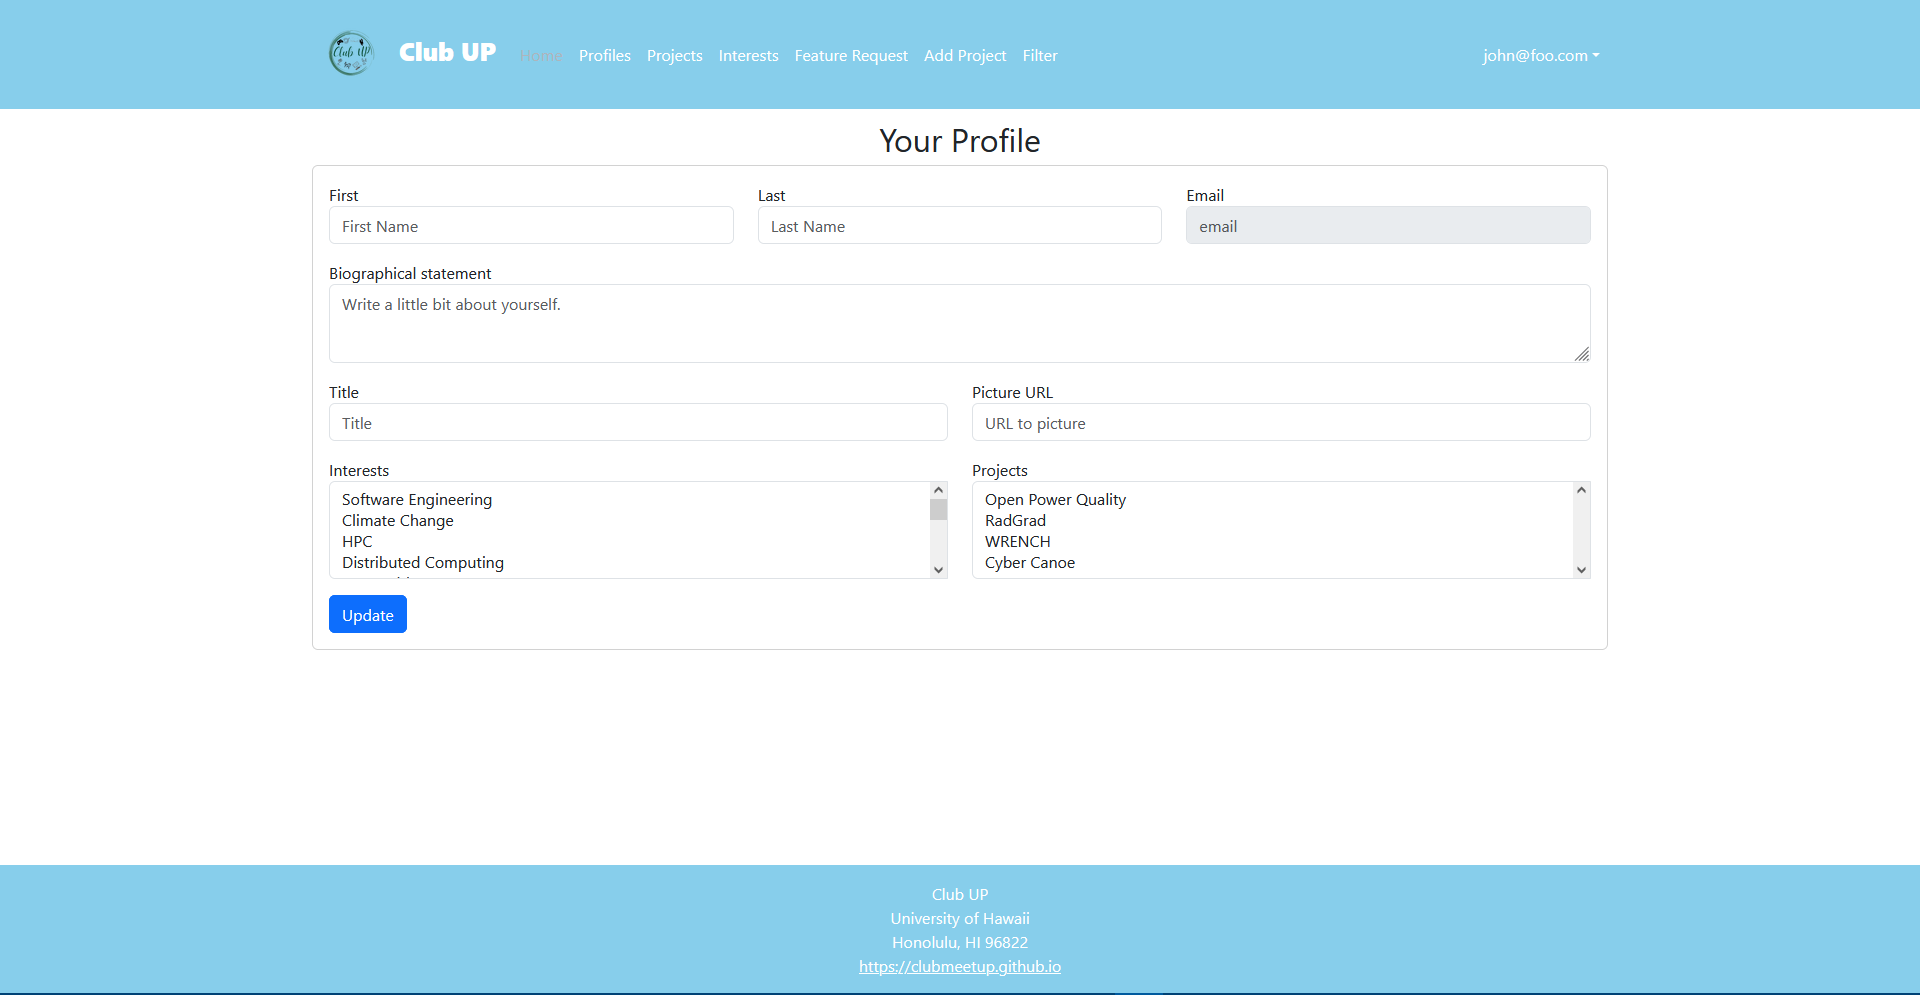 Club UP
Club UP Home Profiles Projects Interests Feature Request Add Project Filter john@foo.com
Your Profile
First Last Email
First Name Last Name email
Biographical statement
Write a little bit about yourself.
Title Picture URL
Title URL to picture
Interests Projects
Software Engineering Open Power Quality
Climate Change RadGrad
HPC WRENCH
Distributed Computing Cyber Canoe
Update
Club UP
University of Hawaii
Honolulu, HI 96822
https://clubmeetup.github.io